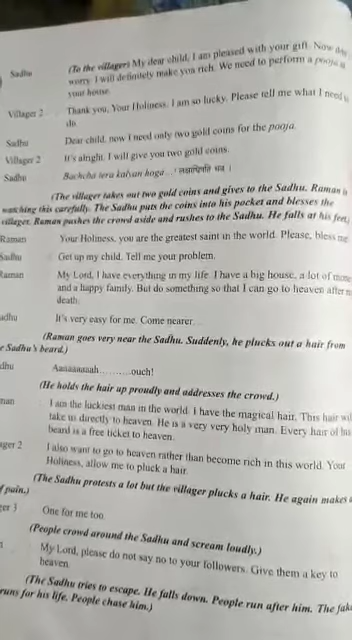 Sadhu (To the villager) My dear child, I am pleased with your gift. Now don
worry. I will definitely make you rich. We need to perform a pooja
your house.
Villager 2 Thank you, Your Holiness. I am so lucky. Please tell me what I need
do.
Sadhu Dear child, now I need only two gold coins for the pooja.
Villager 2 It's alright. I will give you two gold coins.
Sadhu Bachcha tera kalyan hoga...
(The villager takes out two gold coins and gives to the Sadhu. Raman is
watching this carefully. The Sadhu puts the coins into his pocket and blesses the
villager. Raman pushes the crowd aside and rushes to the Sadhu. He falls at his feet.)
Raman Your Holiness, you are the greatest saint in the world. Please, bless me
Sadhu Get up my child. Tell me your problem.
Raman My Lord, I have everything in my life. I have a big house, a lot of mone
and a happy family. But do something so that I can go to heaven after m
death.
adhu It's very easy for me. Come nearer...
(Raman goes very near the Sadhu. Suddenly, he plucks out a hair from
e Sadhu's beard.)
dhu ouch!
(He holds the hair up proudly and addresses the crowd.)
man I am the luckiest man in the world. I have the magical hair. This hair wil
take us directly to heaven. He is a very very holy man. Every hair of his
beard is a free ticket to heaven.
ager 2 I also want to go to heaven rather than become rich in this world. Your
Holiness, allow me to pluck a hair.
(The Sadhu protests a lot but the villager plucks a hair. He again makes a
f pain.)
ger 3 One for me too.
(People crowd around the Sadhu and scream loudly.)
My Lord, please do not say no to your followers. Give them a key to
heaven.
(The Sadhu tries to escape. He falls down. People run after him. The fake
runs for his life. People chase him.)